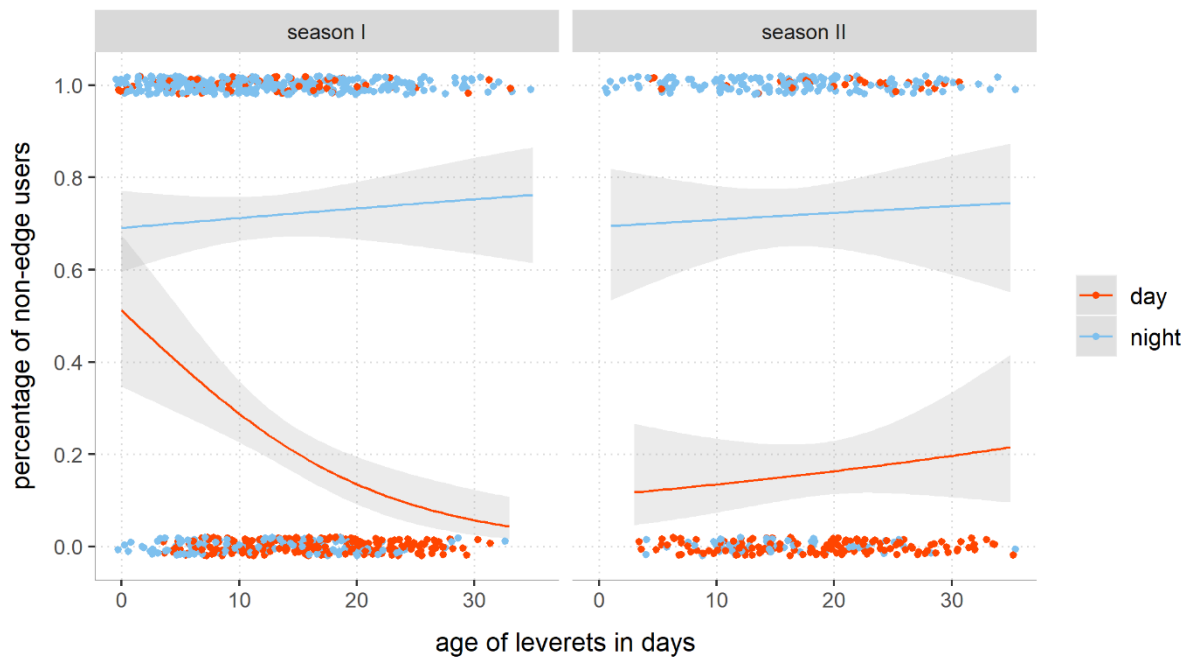 season I
season II
percentage of non-edge users
1.0
0.8
0.6
0.4
0.2
0.0
0
10
20
30
0
10
20
30
age of leverets in days
day
night